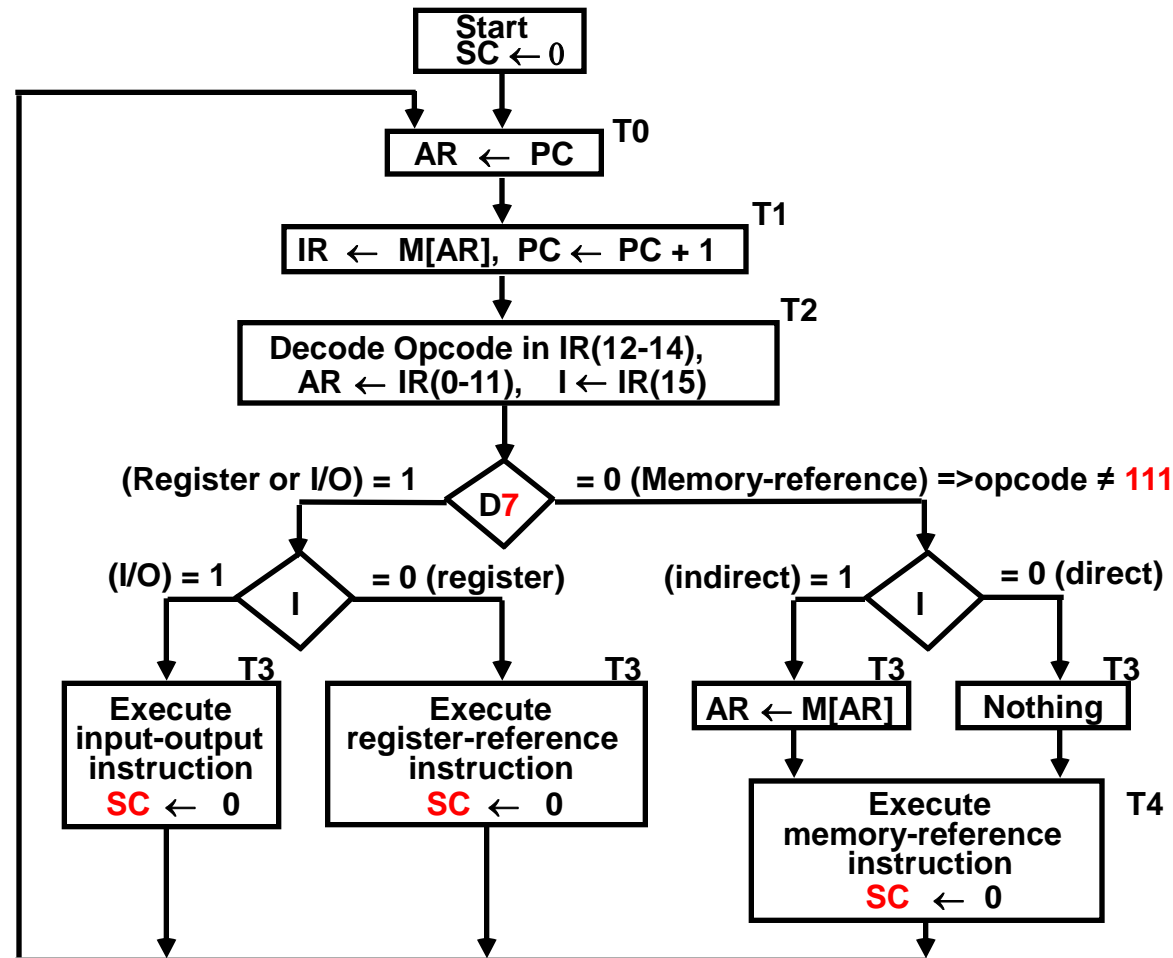 Start
SC ← 0
T0
AR ← PC
T1
IR ← M[AR], PC ← PC + 1
T2
Decode Opcode in IR(12-14),
AR ← IR(0-11), I ← IR(15)
(Register or I/O) = 1
D7
= 0 (Memory-reference) =>opcode ≠ 111
(I/O) = 1
I
= 0 (register)
(indirect) = 1
I
= 0 (direct)
T3
Execute
input-output
instruction
SC ← 0
T3
Execute
register-reference
instruction
SC ← 0
T3
AR ← M[AR]
T3
Nothing
T4
Execute
memory-reference
instruction
SC ← 0